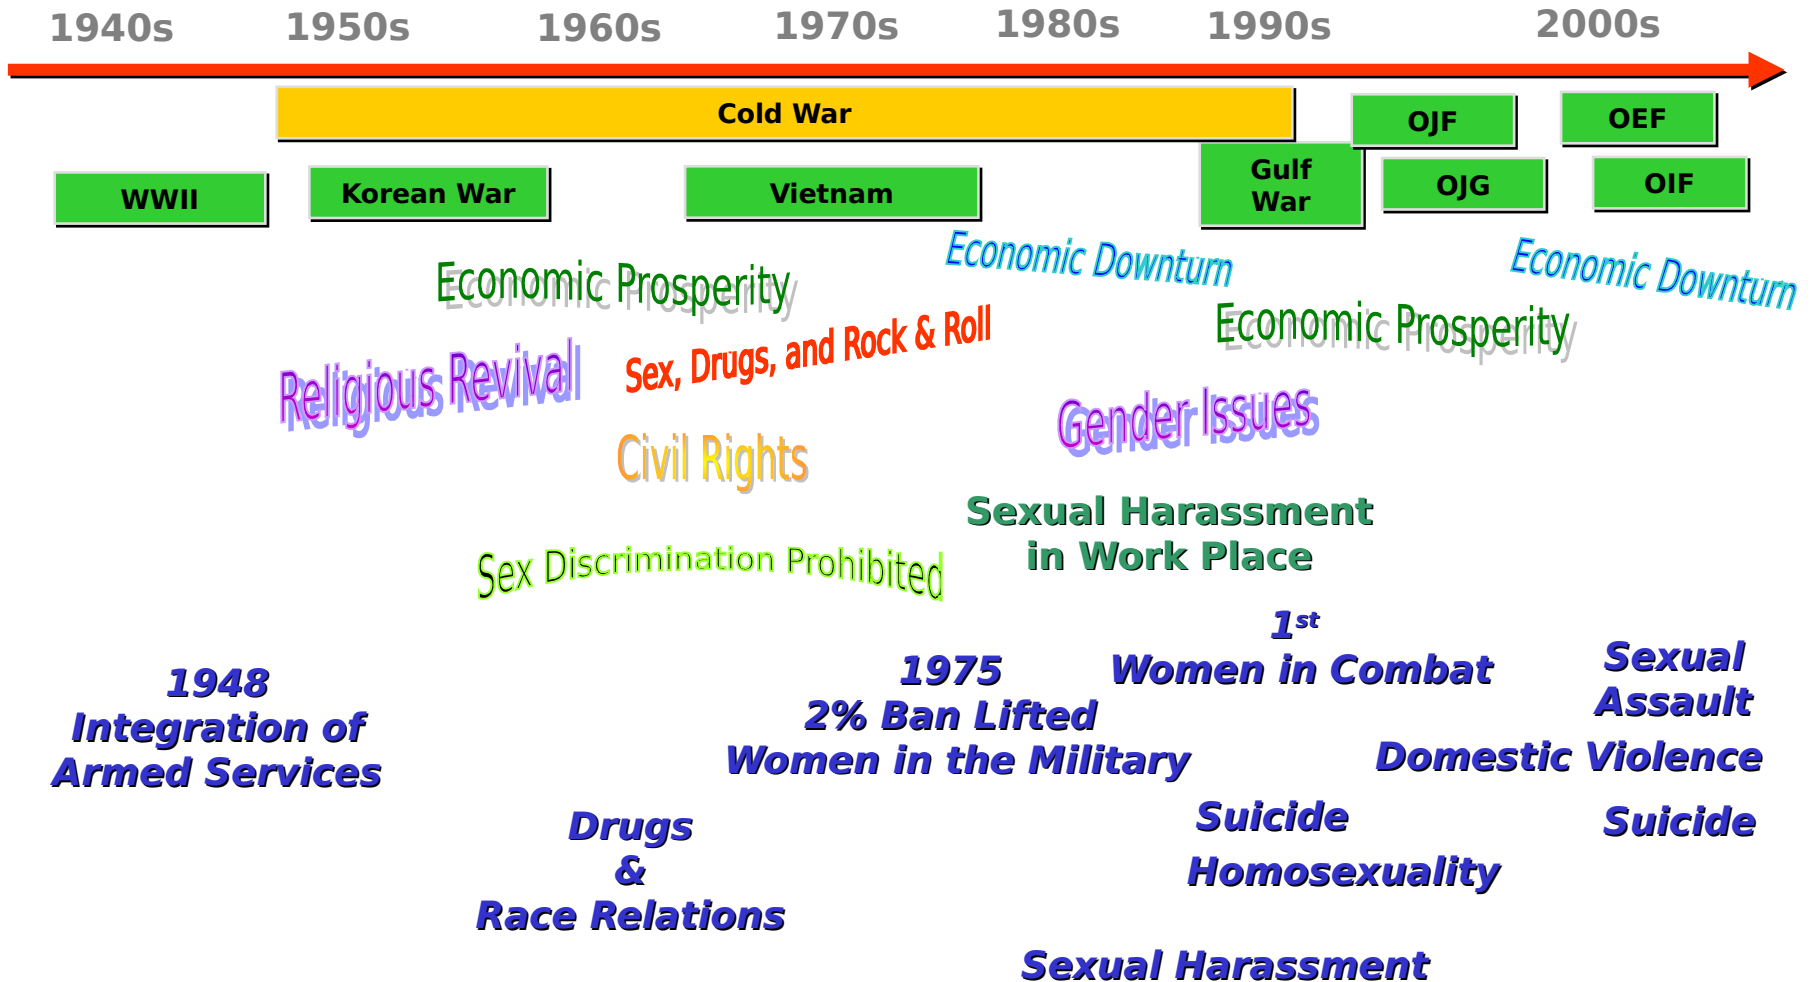 1940s 1950s 1960s 1970s 1980s 1990s 2000s
Cold War
OJF
OEF
WWII
Korean War
Vietnam
Gulf
War
OJG
OIF
Economic Prosperity
Economic Downturn
Economic Downturn
Economic Prosperity
Religious Revival
Sex, Drugs, and Rock & Roll
Gender Issues
Civil Rights
Sexual Harassment
in Work Place
Sex Discrimination Prohibited
1st
Women in Combat
1948
Integration of
Armed Services
1975
2% Ban Lifted
Women in the Military
Sexual
Assault
Domestic Violence
Drugs
&
Race Relations
Suicide
Suicide
Homosexuality
Sexual Harassment